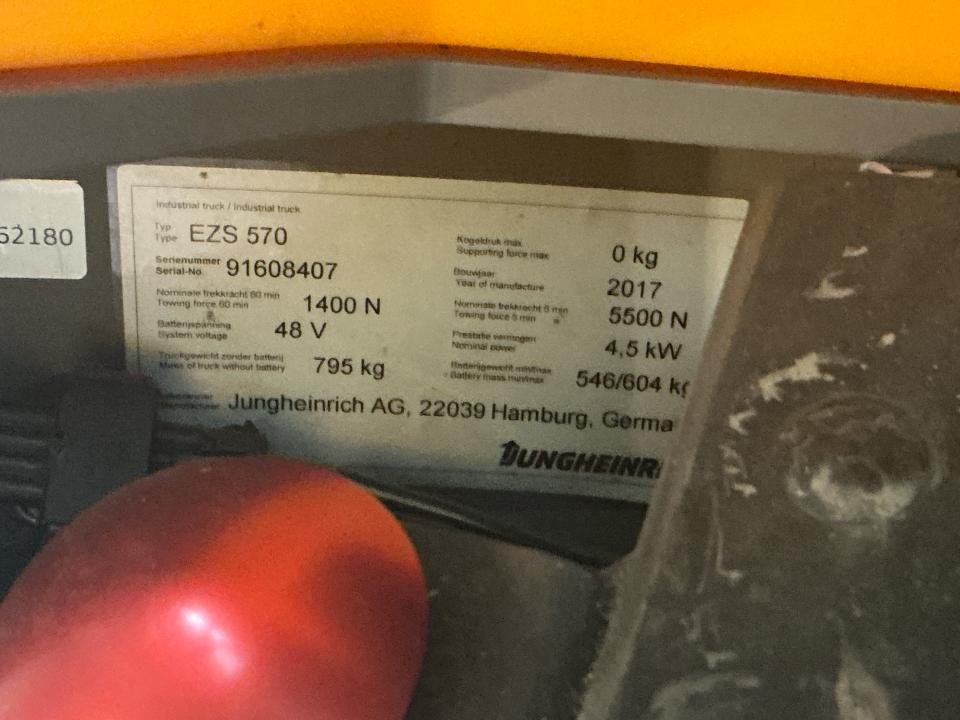 52180
Industrial truck / Industrial truck
Typ
Type EZS 570
Serienummer
Serial-No. 91608407
Nominale trekkracht 60 min
Towing force 60 min 1400 N
Batterijspanning
System voltage 48 V
Truckgewicht zonder batterij
Mass of truck without battery 795 kg
Kogeldruk max
Supporting force max 0 kg
Bouwjaar
Year of manufacture 2017
Nominale trekkracht 5 min
Towing force 5 min 5500 N
Prestatie vermogen
Nominal power 4,5 kW
Batterijgewicht min/max
Battery mass min/max 546/604 kg
Jungheinrich AG, 22039 Hamburg, Germa
JUNGHEINR